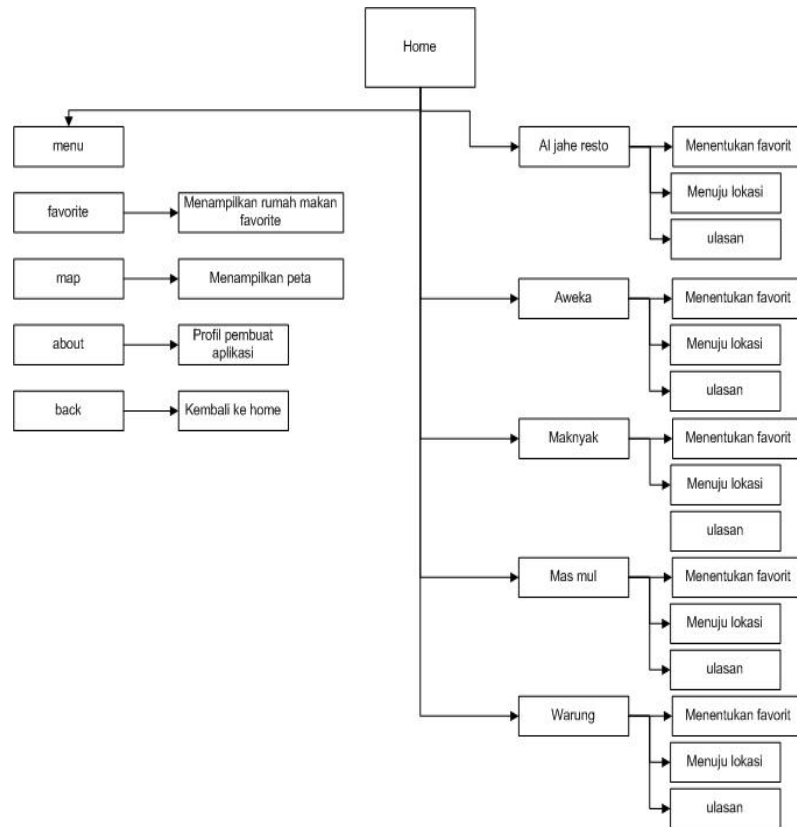 Home
menu
favorite
Menampilkan rumah makan
favorite
map
Menampilkan peta
about
Profil pembuat
aplikasi
back
Kembali ke home
Al jahe resto
Menentukan favorit
Menuju lokasi
ulasan
Aweka
Menentukan favorit
Menuju lokasi
ulasan
Maknyak
Menentukan favorit
Menuju lokasi
ulasan
Mas mul
Menentukan favorit
Menuju lokasi
ulasan
Warung
Menentukan favorit
Menuju lokasi
ulasan